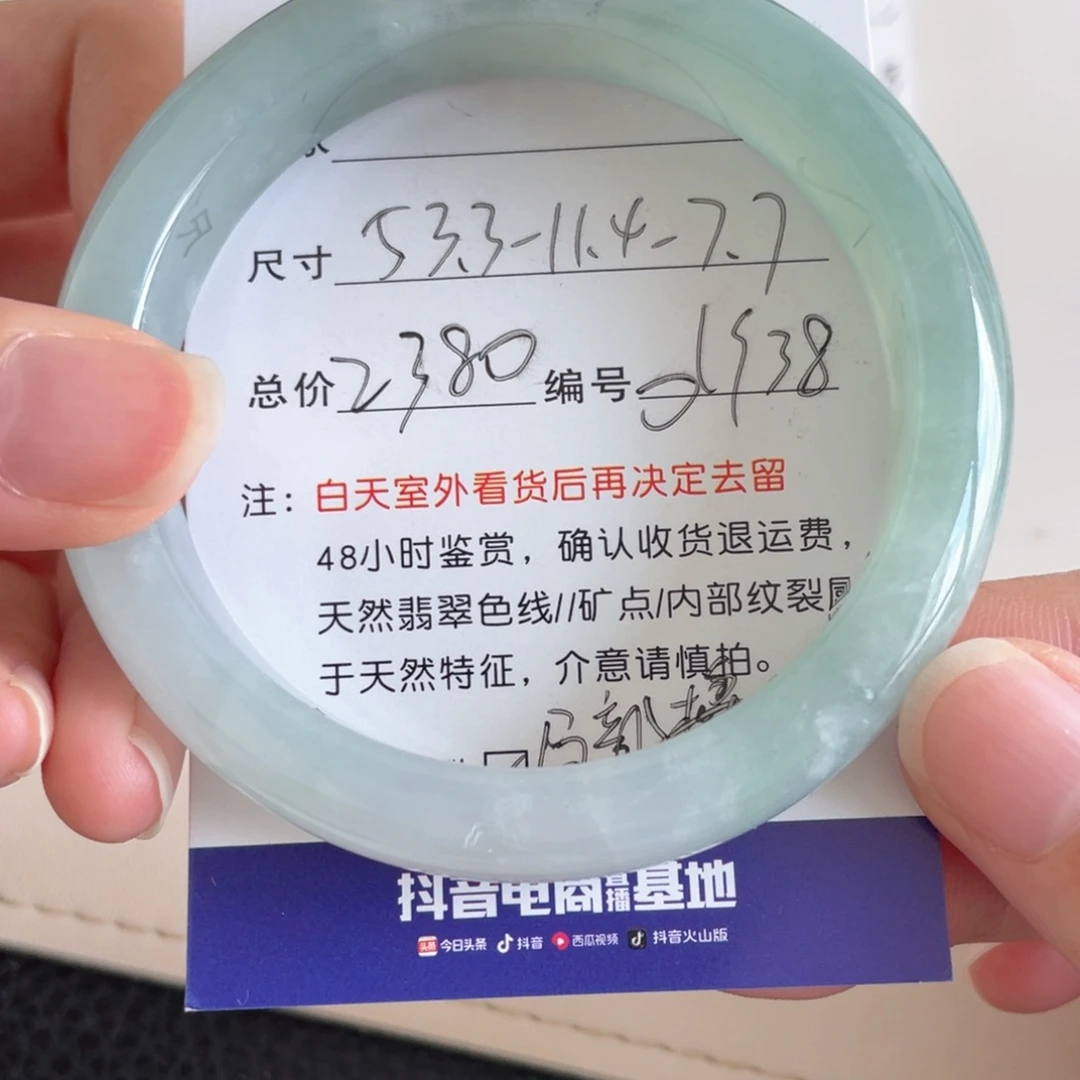 尺寸 53.3-11.4-7.7
总价 2380 编号
注：白天室外看货后再决定去留
48小时鉴赏，确认收货退运费，
天然翡翠色线//矿点/内部纹裂
于天然特征，介意请慎拍。
抖音电商直播基地
今日头条 抖音 西瓜视频 抖音火山版